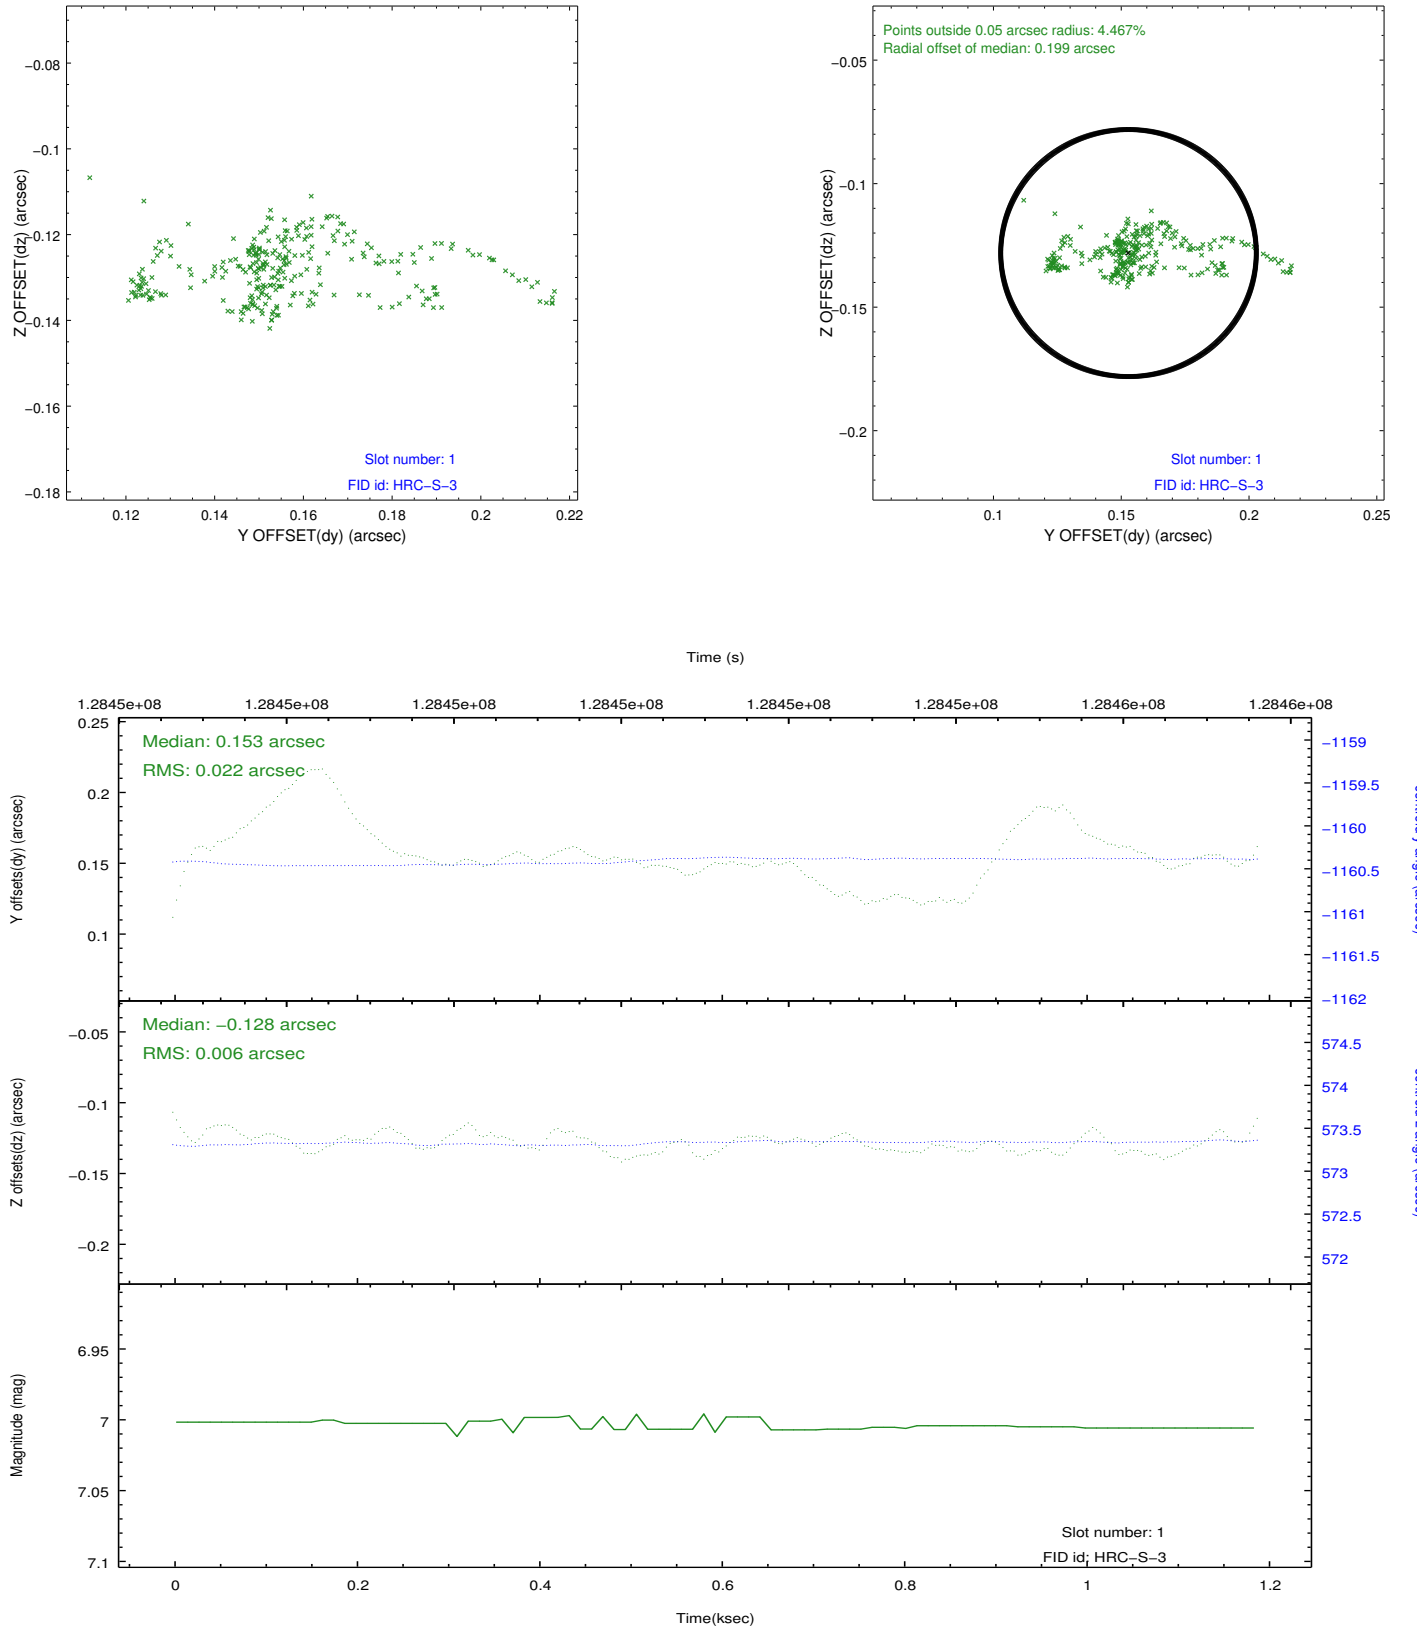 −0.08
−0.1
−0.12
−0.14
−0.16
−0.18
Z OFFSET(dz) (arcsec)
Slot number: 1
FID id: HRC−S−3
0.12 0.14 0.16 0.18 0.2 0.22
Y OFFSET(dy) (arcsec)
Points outside 0.05 arcsec radius: 4.467%
Radial offset of median: 0.199 arcsec
−0.05
−0.1
−0.15
−0.2
Z OFFSET(dz) (arcsec)
Slot number: 1
FID id: HRC−S−3
0.1 0.15 0.2 0.25
Y OFFSET(dy) (arcsec)
Time (s)
1.2845e+08 1.2845e+08 1.2845e+08 1.2845e+08 1.2845e+08 1.2845e+08 1.2846e+08 1.2846e+08
Median: 0.153 arcsec
RMS: 0.022 arcsec
0.25
0.2
0.15
0.1
Y offsets(dy) (arcsec)
−1159
−1159.5
−1160
−1160.5
−1161
−1161.5
−1162
Median: −0.128 arcsec
RMS: 0.006 arcsec
−0.05
−0.1
−0.15
−0.2
Z offsets(dz) (arcsec)
574.5
574
573.5
573
572.5
572
6.95
7
7.05
7.1
Magnitude (mag)
Slot number: 1
FID id: HRC−S−3
0 0.2 0.4 0.6 0.8 1 1.2
Time(ksec)